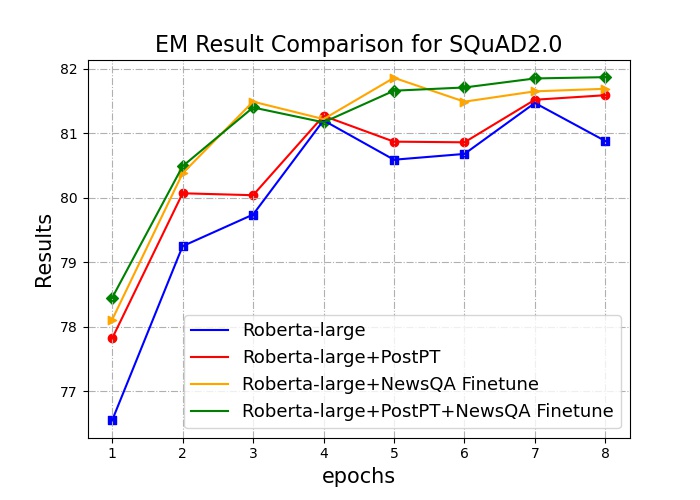 EM Result Comparison for SQuAD2.0
82
81
80
79
78
77
Results
Roberta-large
Roberta-large+PostPT
Roberta-large+NewsQA Finetune
Roberta-large+PostPT+NewsQA Finetune
1 2 3 4 5 6 7 8
epochs